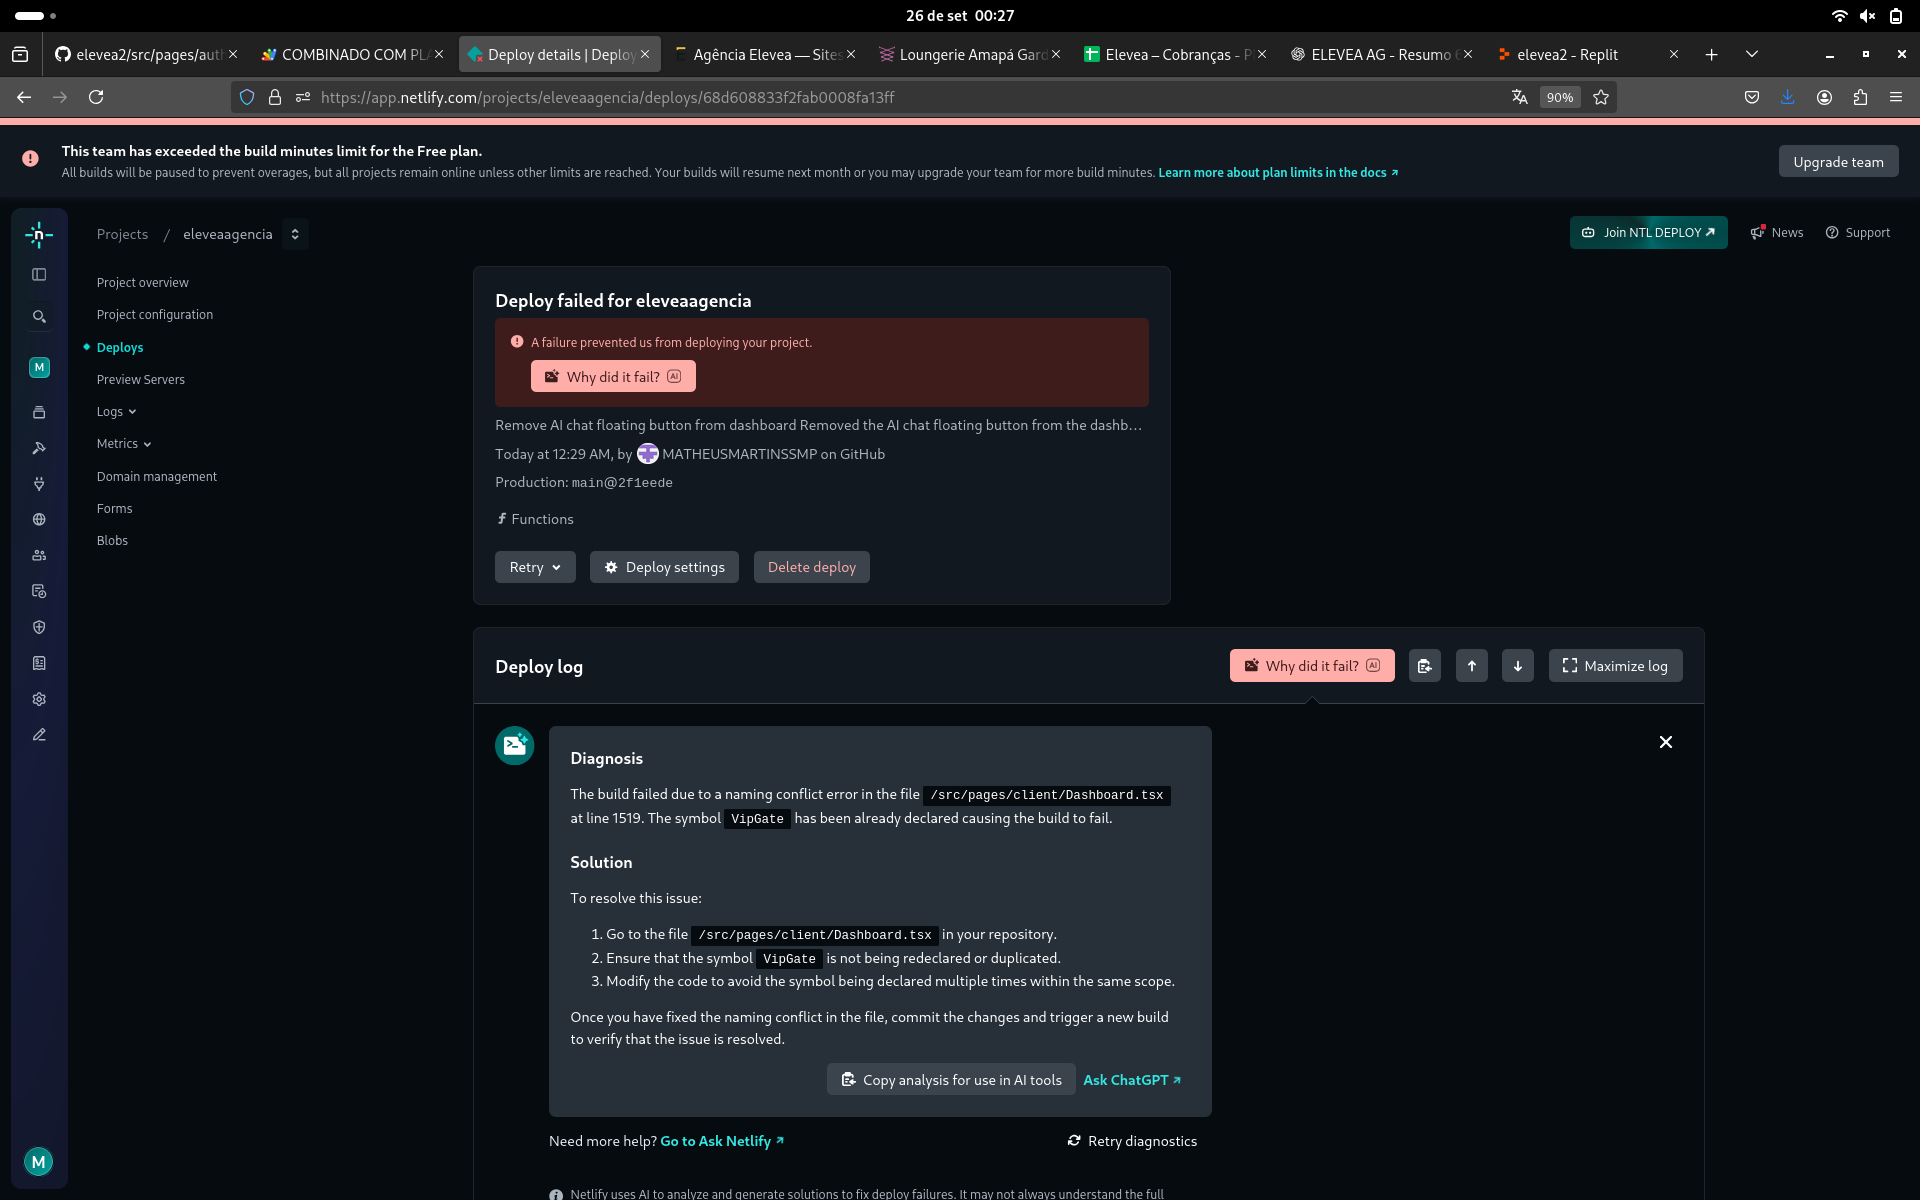 26 de set 00:27
elevea2/src/pages/aut
COMBINADO COM PL
Deploy details | Deploy
Agência Elevea — Sites
Loungerie Amapá Gard
Elevea – Cobranças - P
ELEVEA AG - Resumo
elevea2 - Replit
https://app.netlify.com/projects/eleveaagencia/deploys/68d608833f2fab0008fa13ff
90%
This team has exceeded the build minutes limit for the Free plan.
All builds will be paused to prevent overages, but all projects remain online unless other limits are reached. Your builds will resume next month or you may upgrade your team for more build minutes. Learn more about plan limits in the docs
Upgrade team
Projects / eleveaagencia
Join NTL DEPLOY
News
Support
Project overview
Project configuration
Deploys
Preview Servers
Logs
Metrics
Domain management
Forms
Blobs
M
M
Deploy failed for eleveaagencia
A failure prevented us from deploying your project.
Why did it fail? AI
Remove AI chat floating button from dashboard Removed the AI chat floating button from the dashb…
Today at 12:29 AM, by MATHEUSMARTINSSMP on GitHub
Production: main@2f1eede
Functions
Retry
Deploy settings
Delete deploy
Deploy log
Why did it fail? AI
Maximize log
Diagnosis
The build failed due to a naming conflict error in the file /src/pages/client/Dashboard.tsx
at line 1519. The symbol VipGate has been already declared causing the build to fail.
Solution
To resolve this issue:
1. Go to the file /src/pages/client/Dashboard.tsx in your repository.
2. Ensure that the symbol VipGate is not being redeclared or duplicated.
3. Modify the code to avoid the symbol being declared multiple times within the same scope.
Once you have fixed the naming conflict in the file, commit the changes and trigger a new build
to verify that the issue is resolved.
Copy analysis for use in AI tools
Ask ChatGPT
Need more help? Go to Ask Netlify
Retry diagnostics
Netlify uses AI to analyze and generate solutions to fix deploy failures. It may not always understand the full